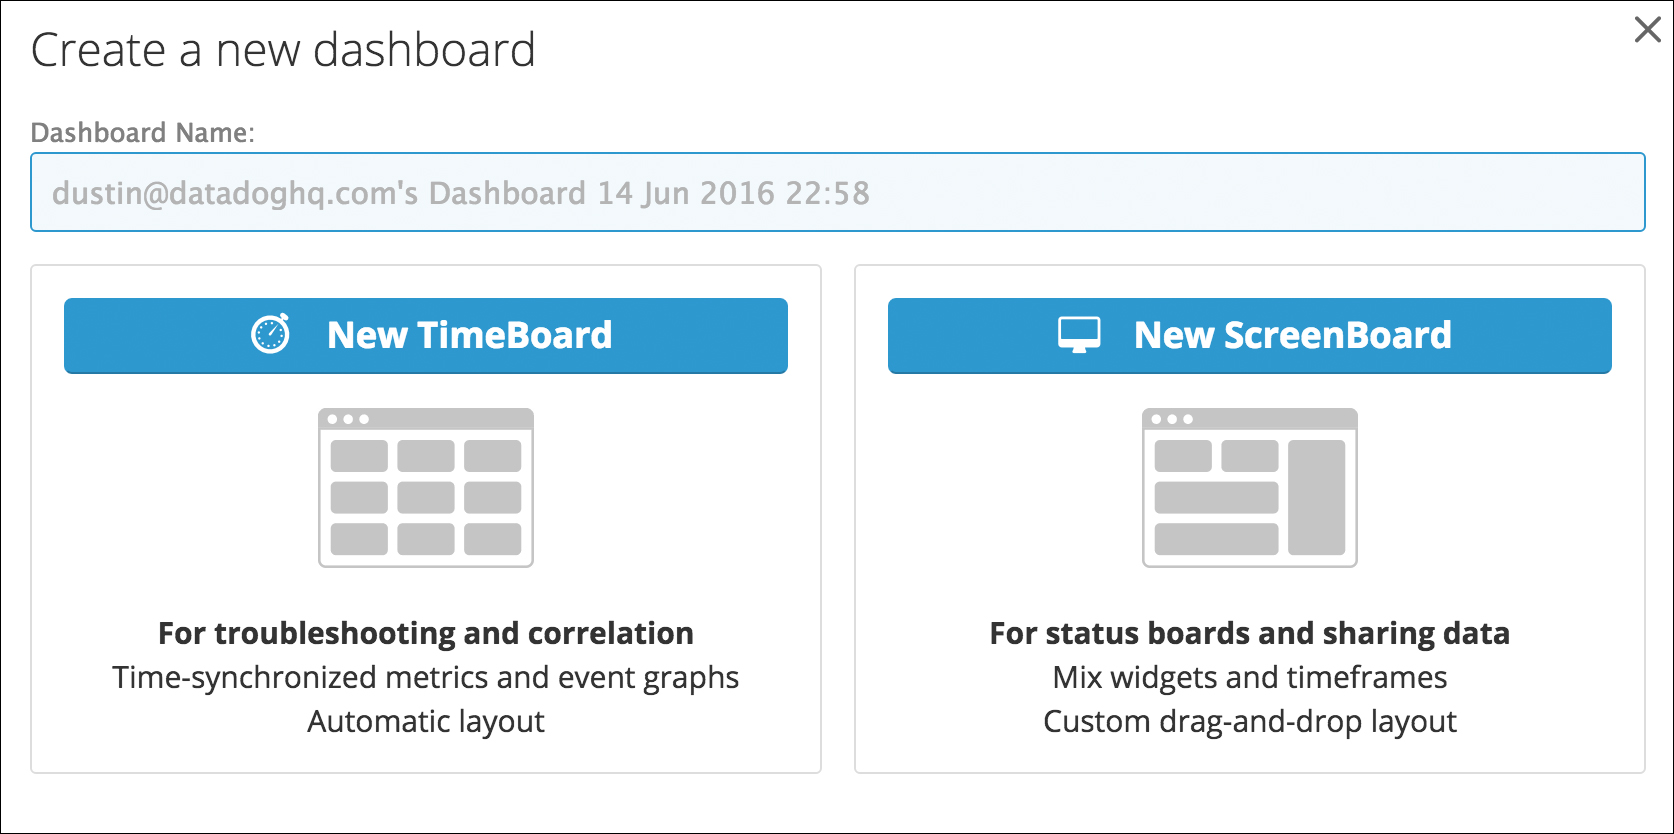 Create a new dashboard
Dashboard Name:
dustin@datadoghq.com's Dashboard 14 Jun 2016 22:58
New TimeBoard
For troubleshooting and correlation
Time-synchronized metrics and event graphs
Automatic layout
New ScreenBoard
For status boards and sharing data
Mix widgets and timeframes
Custom drag-and-drop layout